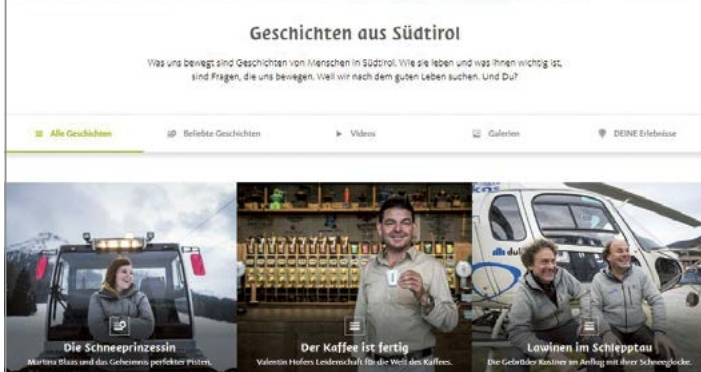 Geschichten aus Südtirol
Was uns bewegt sind Geschichten von Menschen in Südtirol. Wie sie leben und was ihnen wichtig ist,
sind Fragen, die uns bewegen. Weil wir nach dem guten Leben suchen. Und Du?
Alle Geschichten
Beliebte Geschichten
Videos
Galerien
DEINE Erlebnisse
KOS
Die Schneeprinzessin
Martina Blaas und das Geheimnis perfekter Pisten.
Der Kaffee ist fertig
Valentin Hofers Leidenschaft für die Welt des Kaffees.
Lawinen im Schlepptau
Die Gebrüder Kostner im Anflug mit ihrer Schneeglocke.